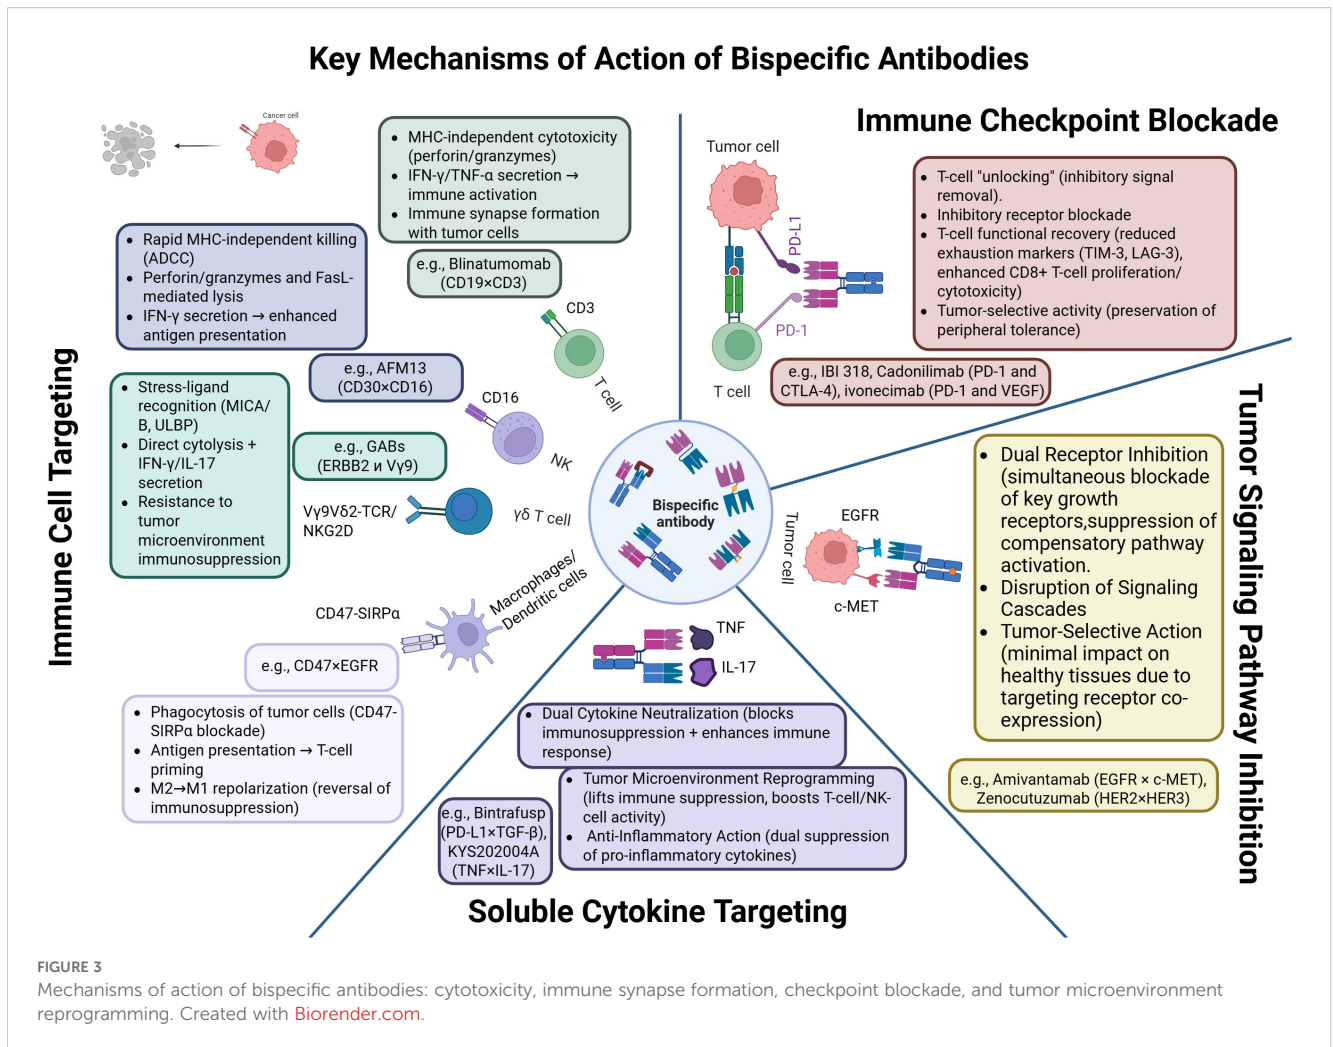 Key Mechanisms of Action of Bispecific Antibodies
Cancer cell
• MHC-independent cytotoxicity
(perforin/granzymes)
• IFN-γ/TNF-α secretion →
immune activation
• Immune synapse formation
with tumor cells
e.g., Blinatumomab
(CD19×CD3)
CD3
T cell
• Rapid MHC-independent killing
(ADCC)
• Perforin/granzymes and FasL-
mediated lysis
• IFN-γ secretion → enhanced
antigen presentation
e.g., AFM13
(CD30×CD16)
CD16
NK
Immune Cell Targeting
• Stress-ligand
recognition (MICA/
B, ULBP)
• Direct cytolysis +
IFN-γ/IL-17
secretion
• Resistance to
tumor
microenvironment
immunosuppression
e.g., GABs
(ERBB2 и Vγ9)
Vγ9Vδ2-TCR/
NKG2D
γδ T cell
Macrophages/
Dendritic cells
CD47-SIRPα
e.g., CD47×EGFR
• Phagocytosis of tumor cells (CD47-
SIRPα blockade)
• Antigen presentation → T-cell
priming
• M2→M1 repolarization (reversal of
immunosuppression)
Immune Checkpoint Blockade
Tumor cell
PD-L1
PD-1
T cell
• T-cell "unlocking" (inhibitory signal
removal).
• Inhibitory receptor blockade
• T-cell functional recovery (reduced
exhaustion markers (TIM-3, LAG-3),
enhanced CD8+ T-cell proliferation/
cytotoxicity)
• Tumor-selective activity (preservation of
peripheral tolerance)
e.g., IBI 318, Cadonilimab (PD-1 and
CTLA-4), ivonecimab (PD-1 and VEGF)
Bispecific
antibody
Tumor Signaling Pathway Inhibition
Tumor cell
EGFR
c-MET
• Dual Receptor Inhibition
(simultaneous blockade
of key growth
receptors,suppression of
compensatory pathway
activation.
• Disruption of Signaling
Cascades
• Tumor-Selective Action
(minimal impact on
healthy tissues due to
targeting receptor co-
expression)
e.g., Amivantamab (EGFR × c-MET),
Zenocutuzumab (HER2×HER3)
TNF
IL-17
• Dual Cytokine Neutralization (blocks
immunosuppression + enhances immune
response)
• Tumor Microenvironment Reprogramming
(lifts immune suppression, boosts T-cell/NK-
cell activity)
• Anti-Inflammatory Action (dual suppression
of pro-inflammatory cytokines)
e.g., Bintrafusp
(PD-L1×TGF-β),
KYS202004A
(TNF×IL-17)
Soluble Cytokine Targeting
FIGURE 3
Mechanisms of action of bispecific antibodies: cytotoxicity, immune synapse formation, checkpoint blockade, and tumor microenvironment
reprogramming. Created with Biorender.com.